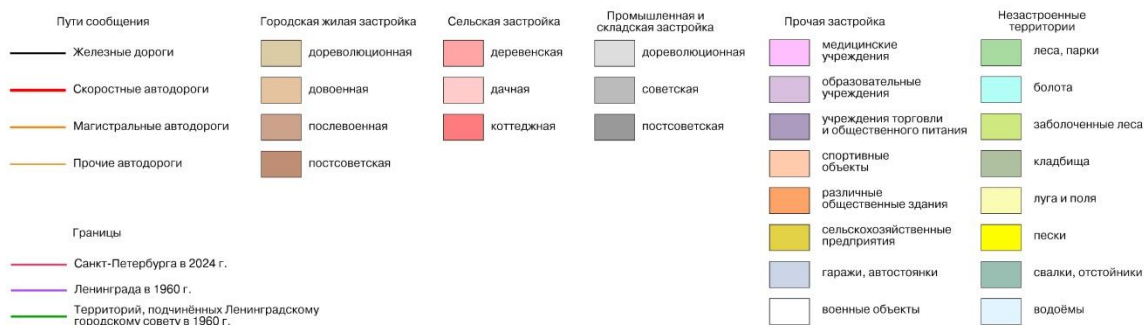 Пути сообщения
Железные дороги
Скоростные автодороги
Магистральные автодороги
Прочие автодороги
Границы
Санкт-Петербурга в 2024 г.
Ленинграда в 1960 г.
Территорий, подчинённых Ленинградскому
городскому совету в 1960 г.
Городская жилая застройка
дореволюционная
довоенная
послевоенная
постсоветская
Сельская застройка
деревенская
дачная
коттеджная
Промышленная и
складская застройка
дореволюционная
советская
постсоветская
Прочая застройка
медицинские
учреждения
образовательные
учреждения
учреждения торговли
и общественного питания
спортивные
объекты
различные
общественные здания
сельскохозяйственные
предприятия
гаражи, автостоянки
военные объекты
Незастроенные
территории
леса, парки
болота
заболоченные леса
кладбища
луга и поля
пески
свалки, отстойники
водоёмы